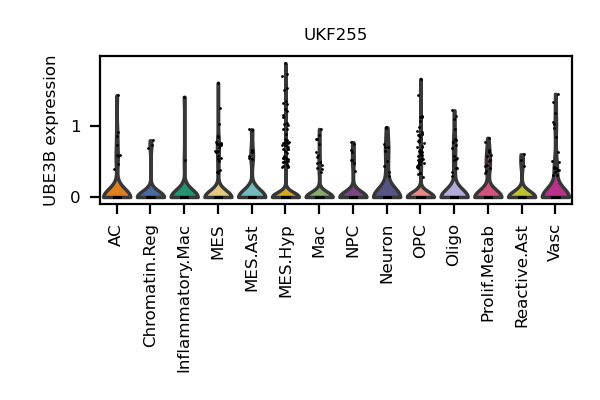 UKF255
UBE3B expression
1
0
AC
Chromatin.Reg
Inflammatory.Mac
MES
MES.Ast
MES.Hyp
Mac
NPC
Neuron
OPC
Oligo
Prolif.Metab
Reactive.Ast
Vasc